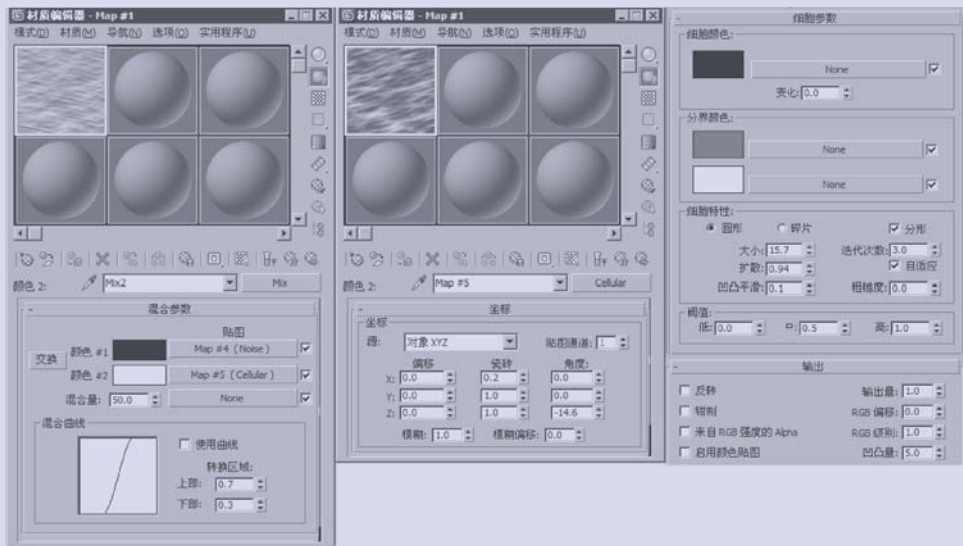 材质编辑器 - Map #1
模式(D) 材质(M) 导航(N) 选项(O) 实用程序(U)
颜色 2: Mix2 Mix
- 混合参数
贴图
交换
颜色 #1 Map #4 (Noise)
颜色 #2 Map #5 (Cellular)
混合量: 50.0 None
混合曲线
使用曲线
转换区域:
上部: 0.7
下部: 0.3
材质编辑器 - Map #1
模式(D) 材质(M) 导航(N) 选项(O) 实用程序(U)
颜色 2: Map #5 Cellular
- 坐标
坐标
源: 对象 XYZ 贴图通道: 1
偏移 瓷砖 角度:
X: 0.0 0.2 0.0
Y: 0.0 1.0 0.0
Z: 0.0 1.0 -14.6
模糊: 1.0 模糊偏移: 0.0
- 细胞参数
细胞颜色:
None
变化: 0.0
分界颜色:
None
None
细胞特性:
圆形 碎片 分形
大小: 15.7 迭代次数: 3.0
扩散: 0.94 自适应
凹凸平滑: 0.1 粗糙度: 0.0
阈值:
低: 0.0 中: 0.5 高: 1.0
- 输出
反转 输出量: 1.0
钳制 RGB 偏移: 0.0
来自 RGB 强度的 Alpha RGB 级别: 1.0
启用颜色贴图 凹凸量: 5.0